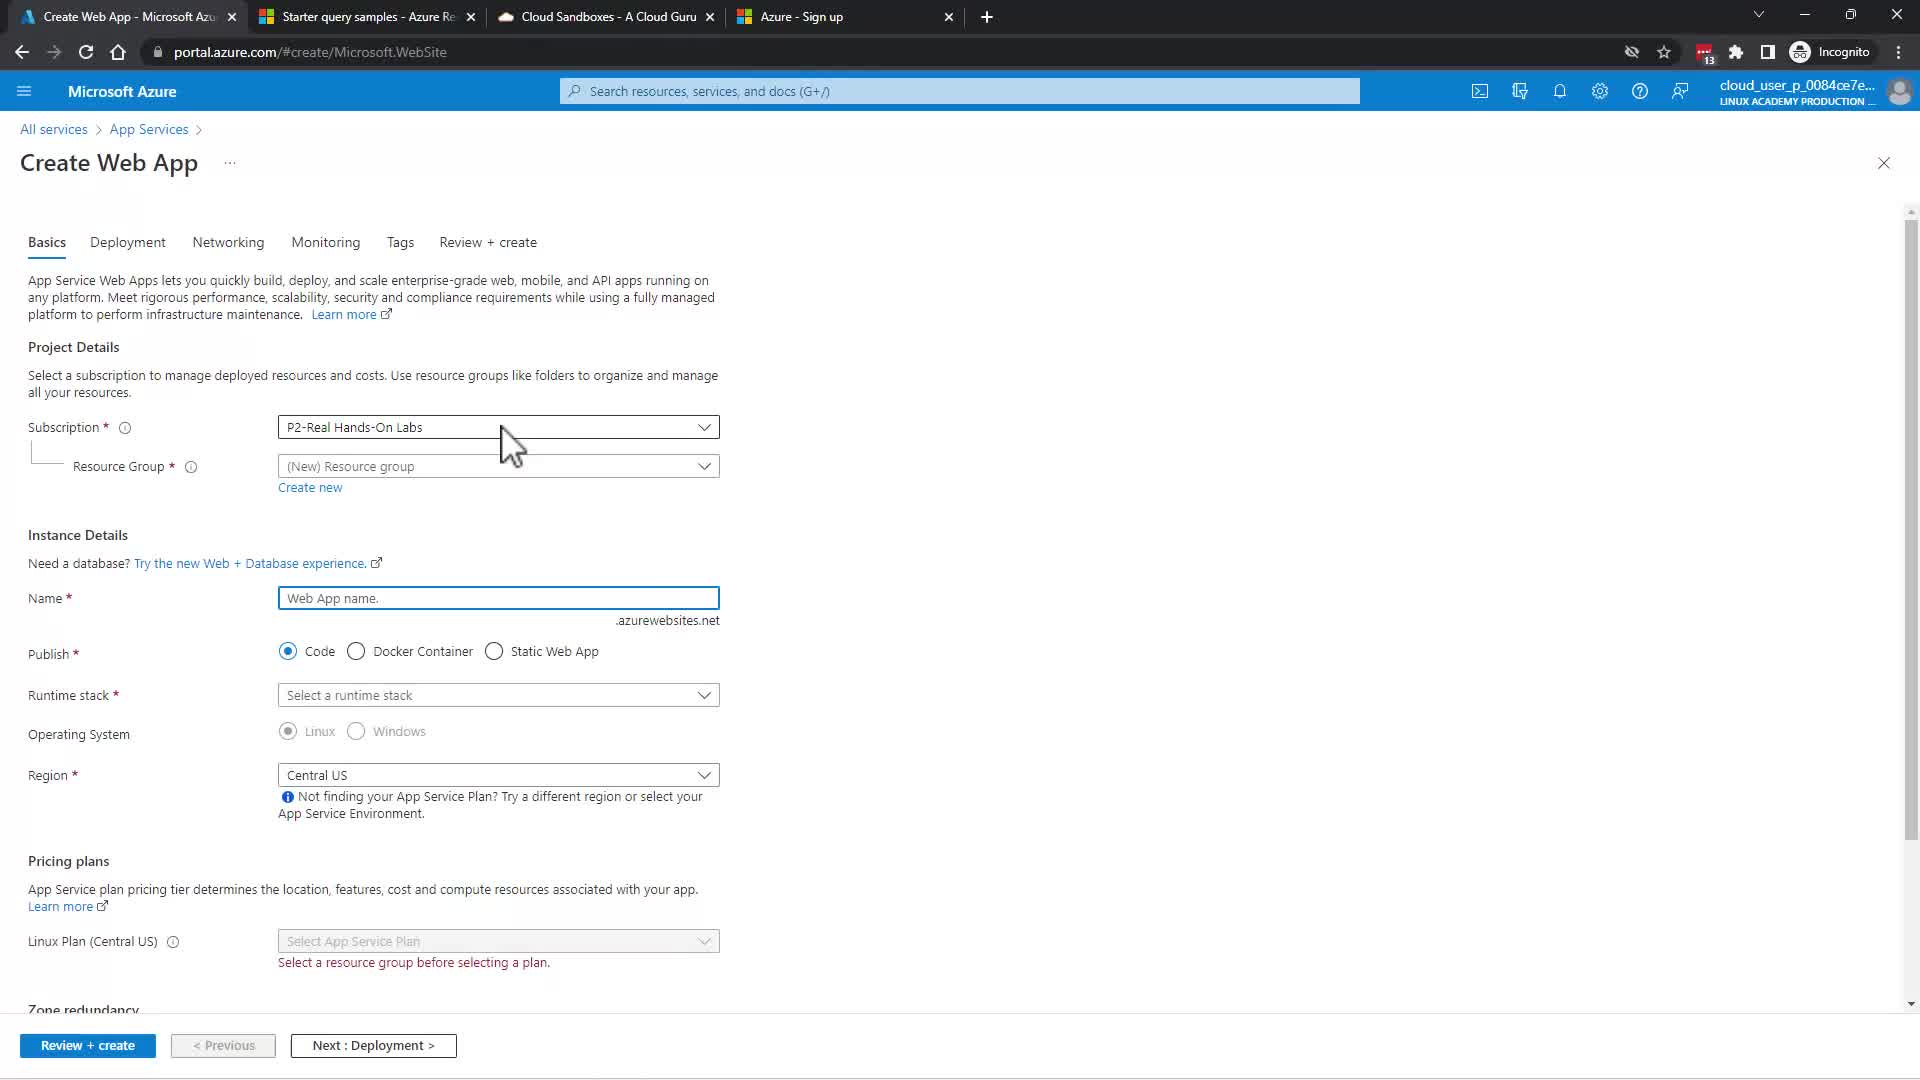 Create Web App - Microsoft Azu
Starter query samples - Azure Re
Cloud Sandboxes - A Cloud Guru
Azure - Sign up
portal.azure.com/#create/Microsoft.WebSite
13
Incognito
Microsoft Azure
Search resources, services, and docs (G+/)
cloud_user_p_0084ce7e...
LINUX ACADEMY PRODUCTION ...
All services > App Services >
Create Web App ...
Basics
Deployment
Networking
Monitoring
Tags
Review + create
App Service Web Apps lets you quickly build, deploy, and scale enterprise-grade web, mobile, and API apps running on
any platform. Meet rigorous performance, scalability, security and compliance requirements while using a fully managed
platform to perform infrastructure maintenance. Learn more
Project Details
Select a subscription to manage deployed resources and costs. Use resource groups like folders to organize and manage
all your resources.
Subscription *
P2-Real Hands-On Labs
Resource Group *
(New) Resource group
Create new
Instance Details
Need a database? Try the new Web + Database experience.
Name *
Web App name.
.azurewebsites.net
Publish *
Code
Docker Container
Static Web App
Runtime stack *
Select a runtime stack
Operating System
Linux
Windows
Region *
Central US
Not finding your App Service Plan? Try a different region or select your
App Service Environment.
Pricing plans
App Service plan pricing tier determines the location, features, cost and compute resources associated with your app.
Learn more
Linux Plan (Central US)
Select App Service Plan
Select a resource group before selecting a plan.
Zone redundancy
Review + create
< Previous
Next : Deployment >